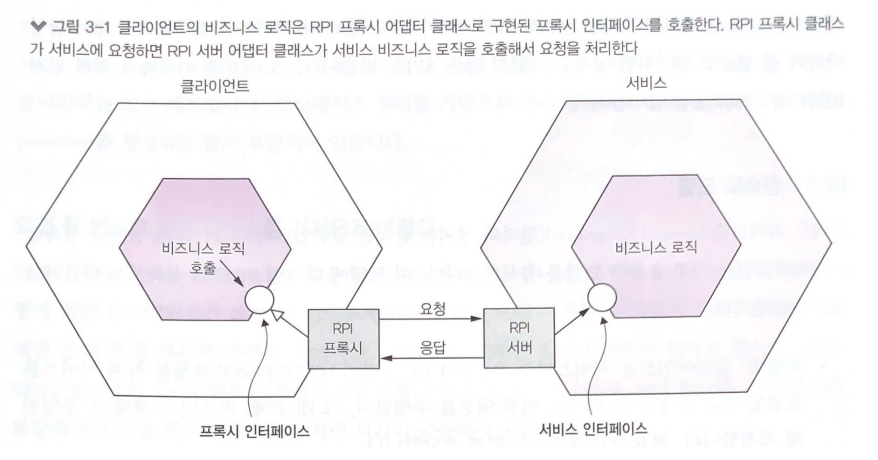 ❤ 그림 3-1 클라이언트의 비즈니스 로직은 RPI 프록시 어댑터 클래스로 구현된 프록시 인터페이스를 호출한다. RPI 프록시 클래스
가 서비스에 요청하면 RPI 서버 어댑터 클래스가 서비스 비즈니스 로직을 호출해서 요청을 처리한다
클라이언트
서비스
비즈니스 로직
호출
비즈니스 로직
RPI
프록시
요청
응답
RPI
서버
프록시 인터페이스
서비스 인터페이스